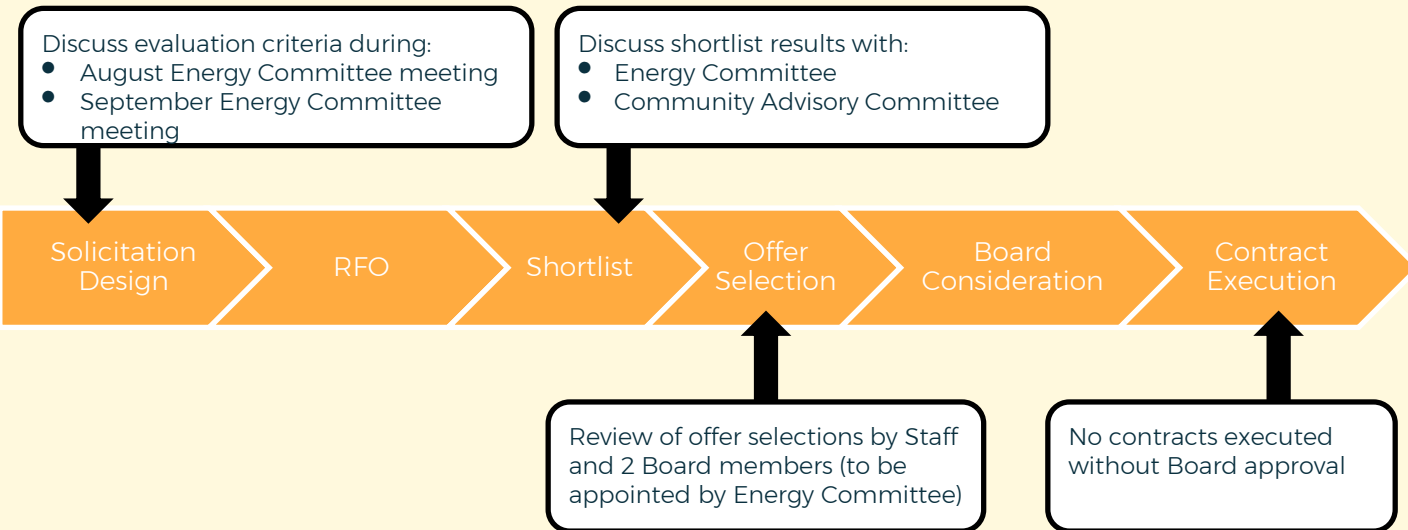 Discuss evaluation criteria during:
● August Energy Committee meeting
● September Energy Committee
meeting
Discuss shortlist results with:
● Energy Committee
● Community Advisory Committee
Solicitation
Design
RFO
Shortlist
Offer
Selection
Board
Consideration
Contract
Execution
Review of offer selections by Staff
and 2 Board members (to be
appointed by Energy Committee)
No contracts executed
without Board approval